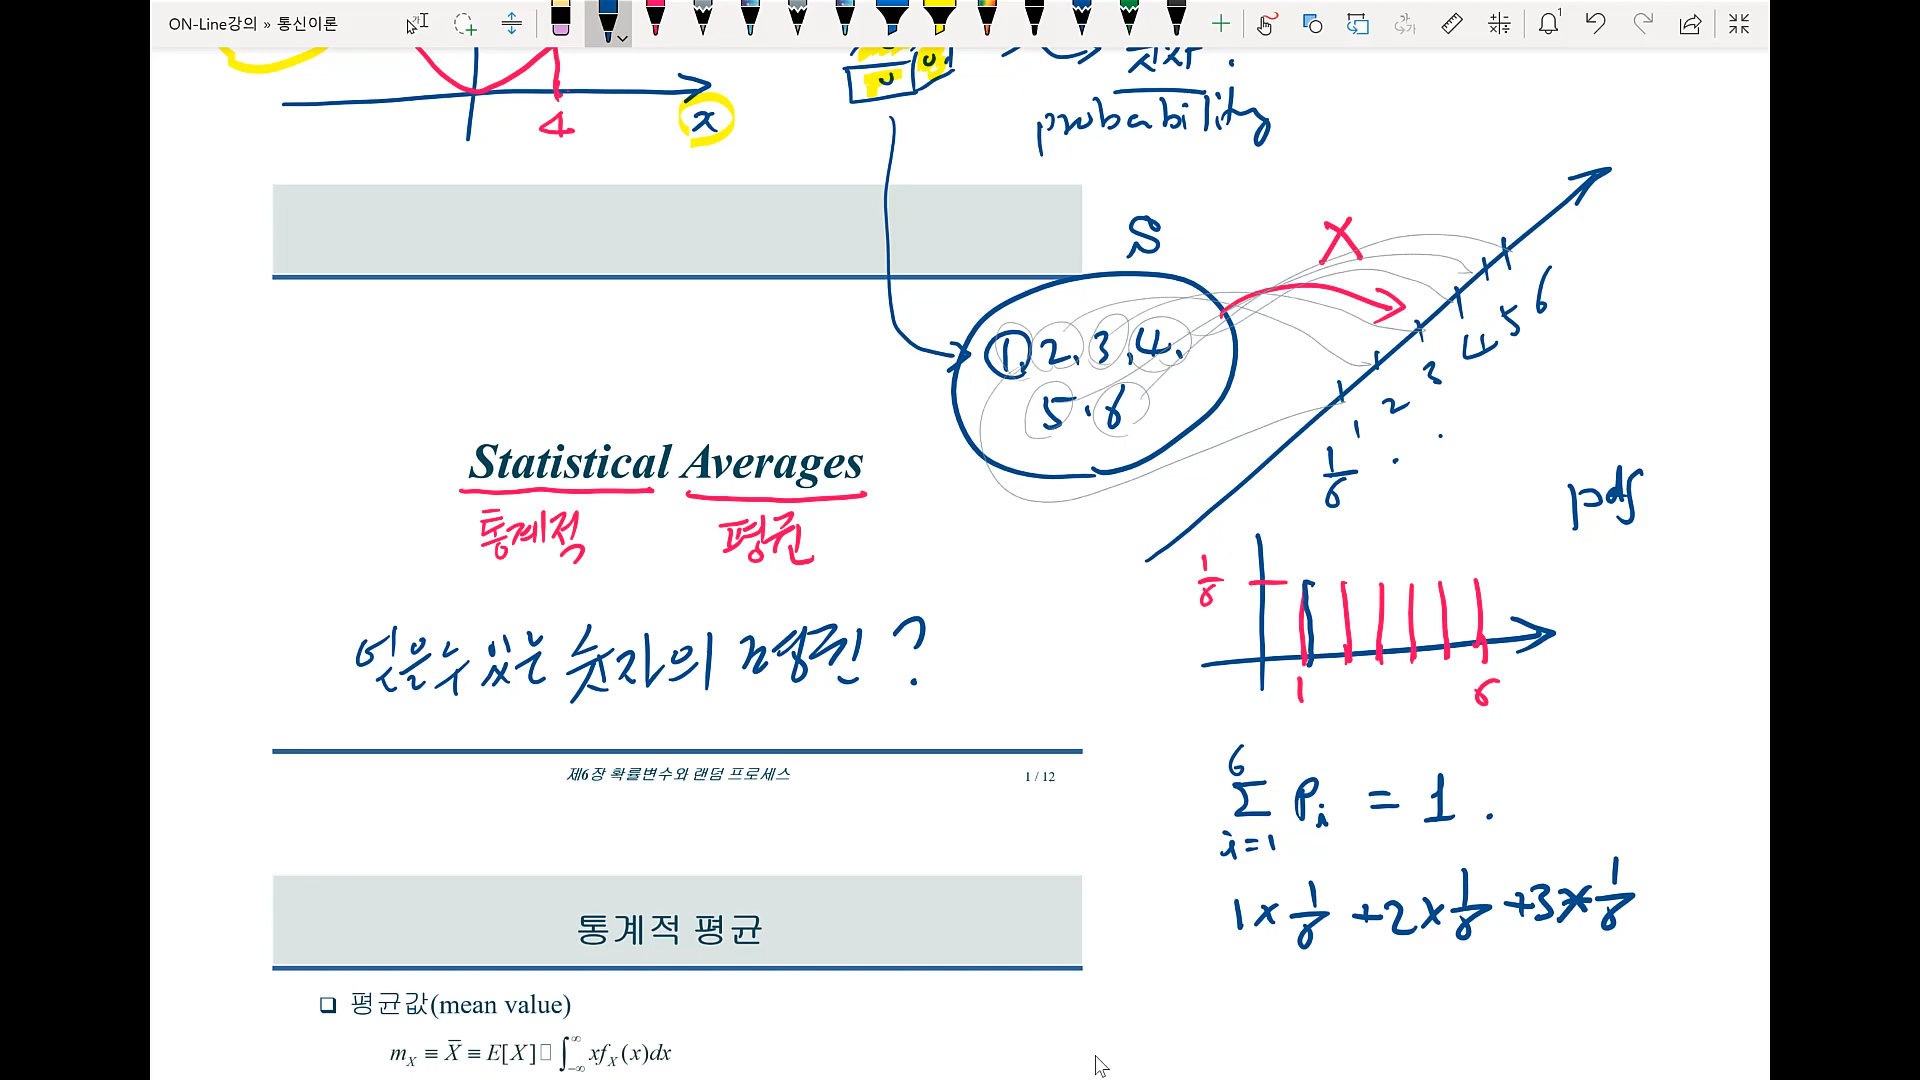 ON-Line강의 » 통신이론
4
x
숫자 .
probability
S
X
1, 2, 3, 4,
5, 6
1 2 3 4 5 6
1/6
pdf
Statistical Averages
통계적 평균
얻을 수 있는 숫자의 평균 ?
1/6
1 6
제6장 확률변수와 랜덤 프로세스 1 / 12
6
Σ Pi = 1 .
i=1
1 × 1/6 + 2 × 1/6 + 3 × 1/6
통계적 평균
❑ 평균값(mean value)
m_X ≡ X̄ ≡ E[X] □ ∫_{-∞}^{∞} x f_X(x)dx